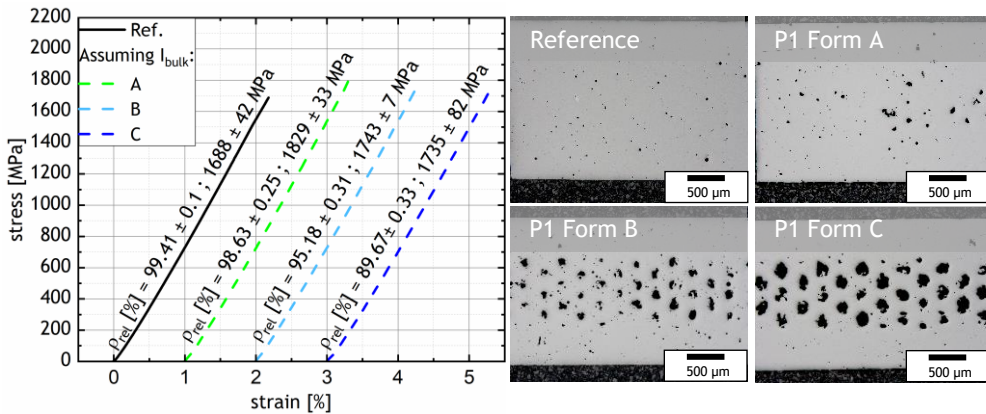 2200
2000
1800
1600
1400
1200
1000
800
600
400
200
0
stress [MPa]
Ref.
Assuming I_bulk:
A
B
C
ρ_rel [%] = 99.41 ± 0.1 ; 1688 ± 42 MPa
ρ_rel [%] = 98.63 ± 0.25 ; 1829 ± 33 MPa
ρ_rel [%] = 95.18 ± 0.31 ; 1743 ± 7 MPa
ρ_rel [%] = 89.67± 0.33 ; 1735 ± 82 MPa
0 1 2 3 4 5
strain [%]
Reference
500 µm
P1 Form A
500 µm
P1 Form B
500 µm
P1 Form C
500 µm